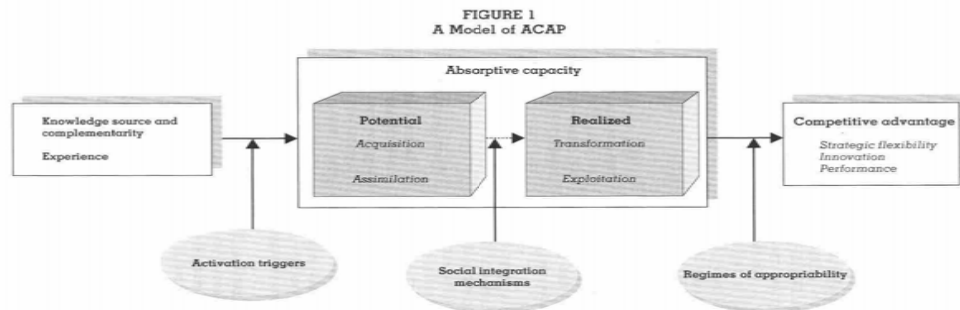 FIGURE 1
A Model of ACAP
Absorptive capacity
Knowledge source and
complementarity
Experience
Potential
Acquisition
Assimilation
Realized
Transformation
Exploitation
Competitive advantage
Strategic flexibility
Innovation
Performance
Activation triggers
Social integration
mechanisms
Regimes of appropriability